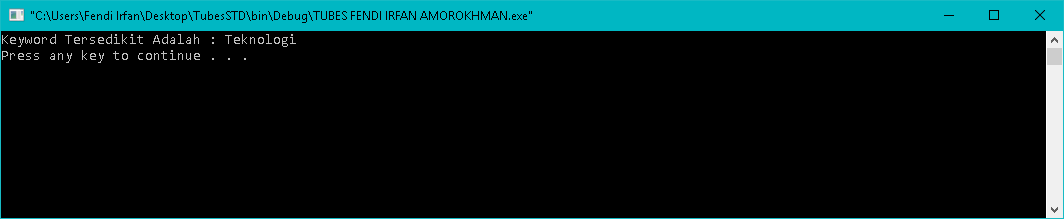 "C:\Users\Fendi Irfan\Desktop\TubesSTD\bin\Debug\TUBES FENDI IRFAN AMOROKHMAN.exe"
Keyword Tersedikit Adalah : Teknologi
Press any key to continue . . .